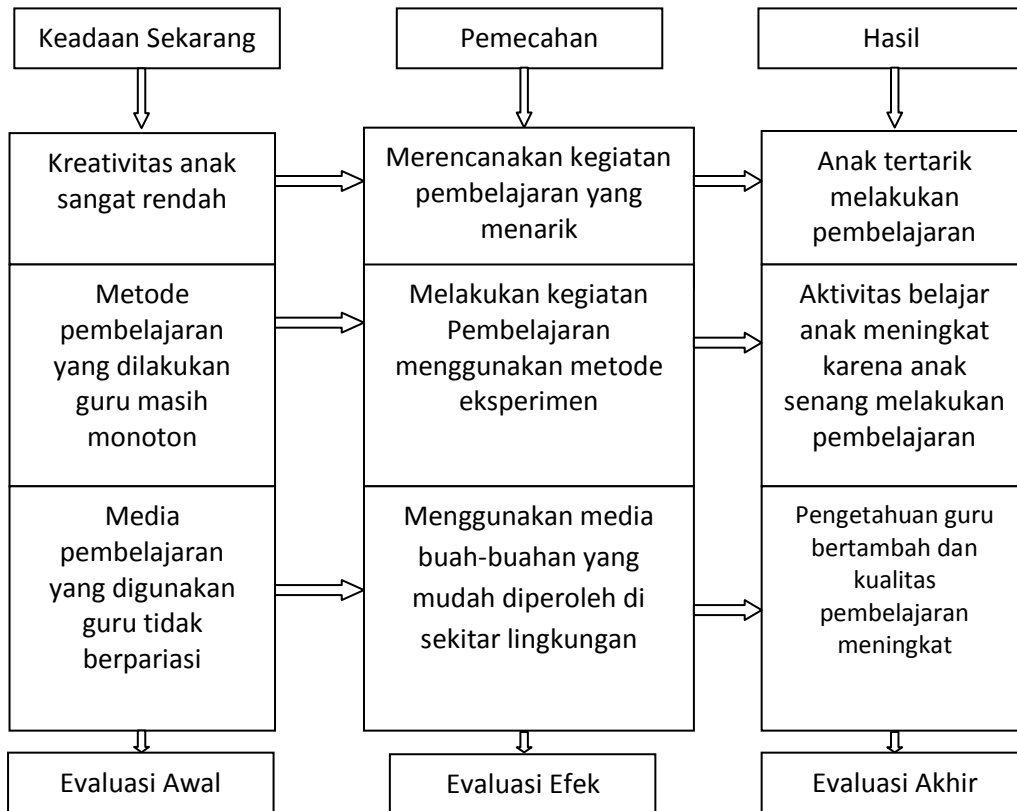 Keadaan Sekarang
Pemecahan
Hasil
Kreativitas anak
sangat rendah
Merencanakan kegiatan
pembelajaran yang
menarik
Anak tertarik
melakukan
pembelajaran
Metode
pembelajaran
yang dilakukan
guru masih
monoton
Melakukan kegiatan
Pembelajaran
menggunakan metode
eksperimen
Aktivitas belajar
anak meningkat
karena anak
senang melakukan
pembelajaran
Media
pembelajaran
yang digunakan
guru tidak
berpariasi
Menggunakan media
buah-buahan yang
mudah diperoleh di
sekitar lingkungan
Pengetahuan guru
bertambah dan
kualitas
pembelajaran
meningkat
Evaluasi Awal
Evaluasi Efek
Evaluasi Akhir